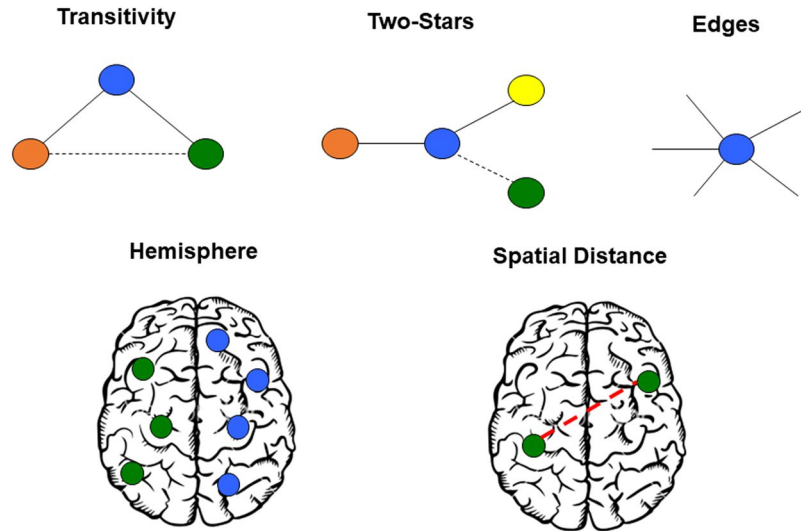 Transitivity
Two-Stars
Edges
Hemisphere
Spatial Distance